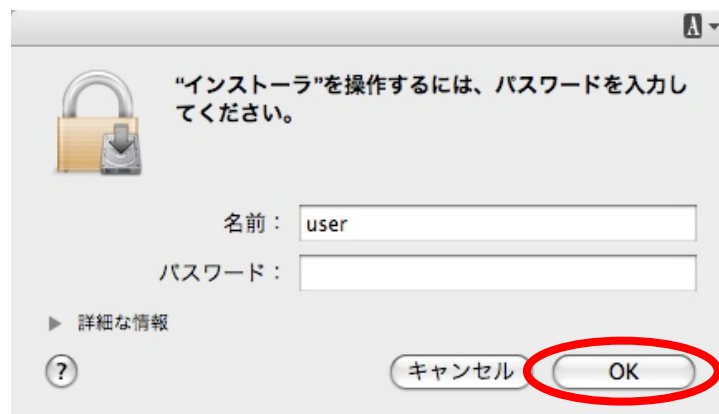 A
“インストーラ”を操作するには、パスワードを入力し
てください。
名前： user
パスワード：
詳細な情報
?
キャンセル
OK